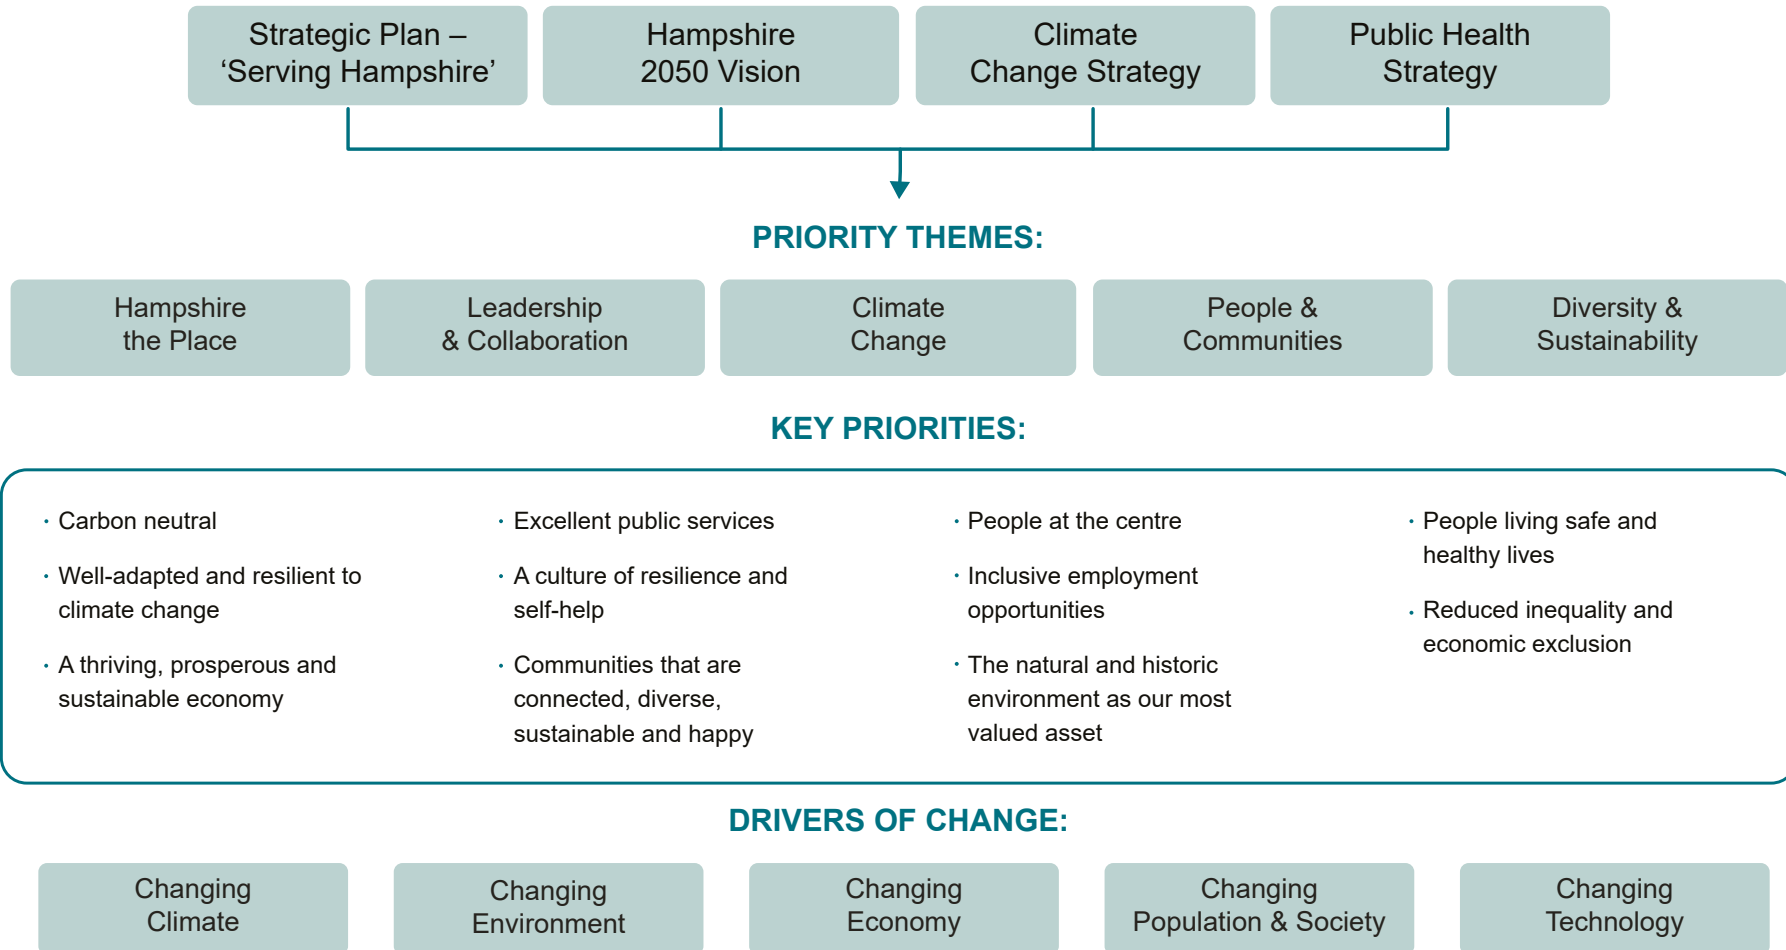 Strategic Plan –
‘Serving Hampshire’
Hampshire
2050 Vision
Climate
Change Strategy
Public Health
Strategy
PRIORITY THEMES:
Hampshire
the Place
Leadership
& Collaboration
Climate
Change
People &
Communities
Diversity &
Sustainability
KEY PRIORITIES:
· Carbon neutral
· Well-adapted and resilient to
climate change
· A thriving, prosperous and
sustainable economy
· Excellent public services
· A culture of resilience and
self-help
· Communities that are
connected, diverse,
sustainable and happy
· People at the centre
· Inclusive employment
opportunities
· The natural and historic
environment as our most
valued asset
· People living safe and
healthy lives
· Reduced inequality and
economic exclusion
DRIVERS OF CHANGE:
Changing
Climate
Changing
Environment
Changing
Economy
Changing
Population & Society
Changing
Technology